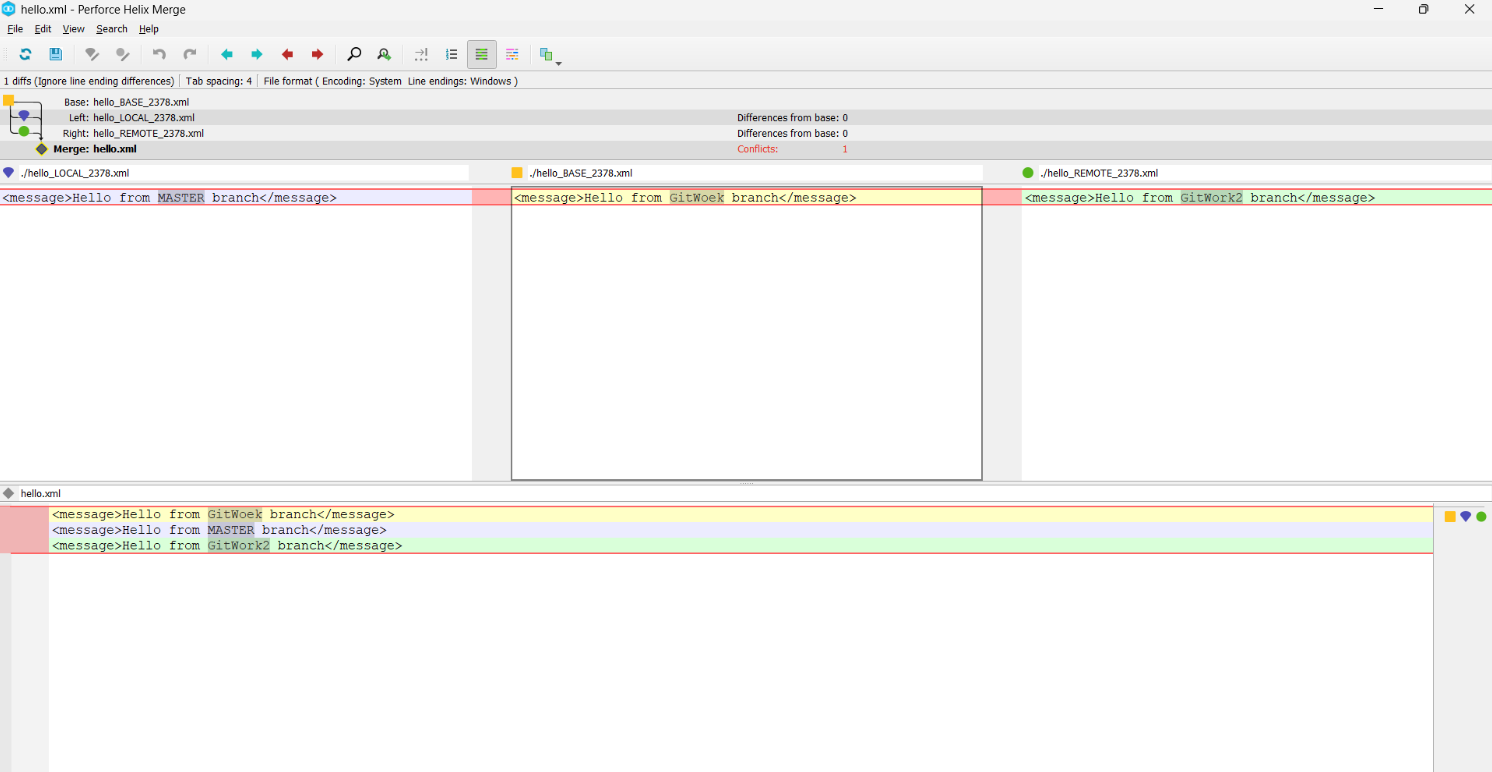 hello.xml - Perforce Helix Merge
File Edit View Search Help
1 diffs (Ignore line ending differences) Tab spacing: 4 File format ( Encoding: System Line endings: Windows )
Base: hello_BASE_2378.xml
Left: hello_LOCAL_2378.xml Differences from base: 0
Right: hello_REMOTE_2378.xml Differences from base: 0
Merge: hello.xml Conflicts: 1
./hello_LOCAL_2378.xml ./hello_BASE_2378.xml ./hello_REMOTE_2378.xml
<message>Hello from MASTER branch</message> <message>Hello from GitWoek branch</message> <message>Hello from GitWork2 branch</message>
hello.xml
<message>Hello from GitWoek branch</message>
<message>Hello from MASTER branch</message>
<message>Hello from GitWork2 branch</message>